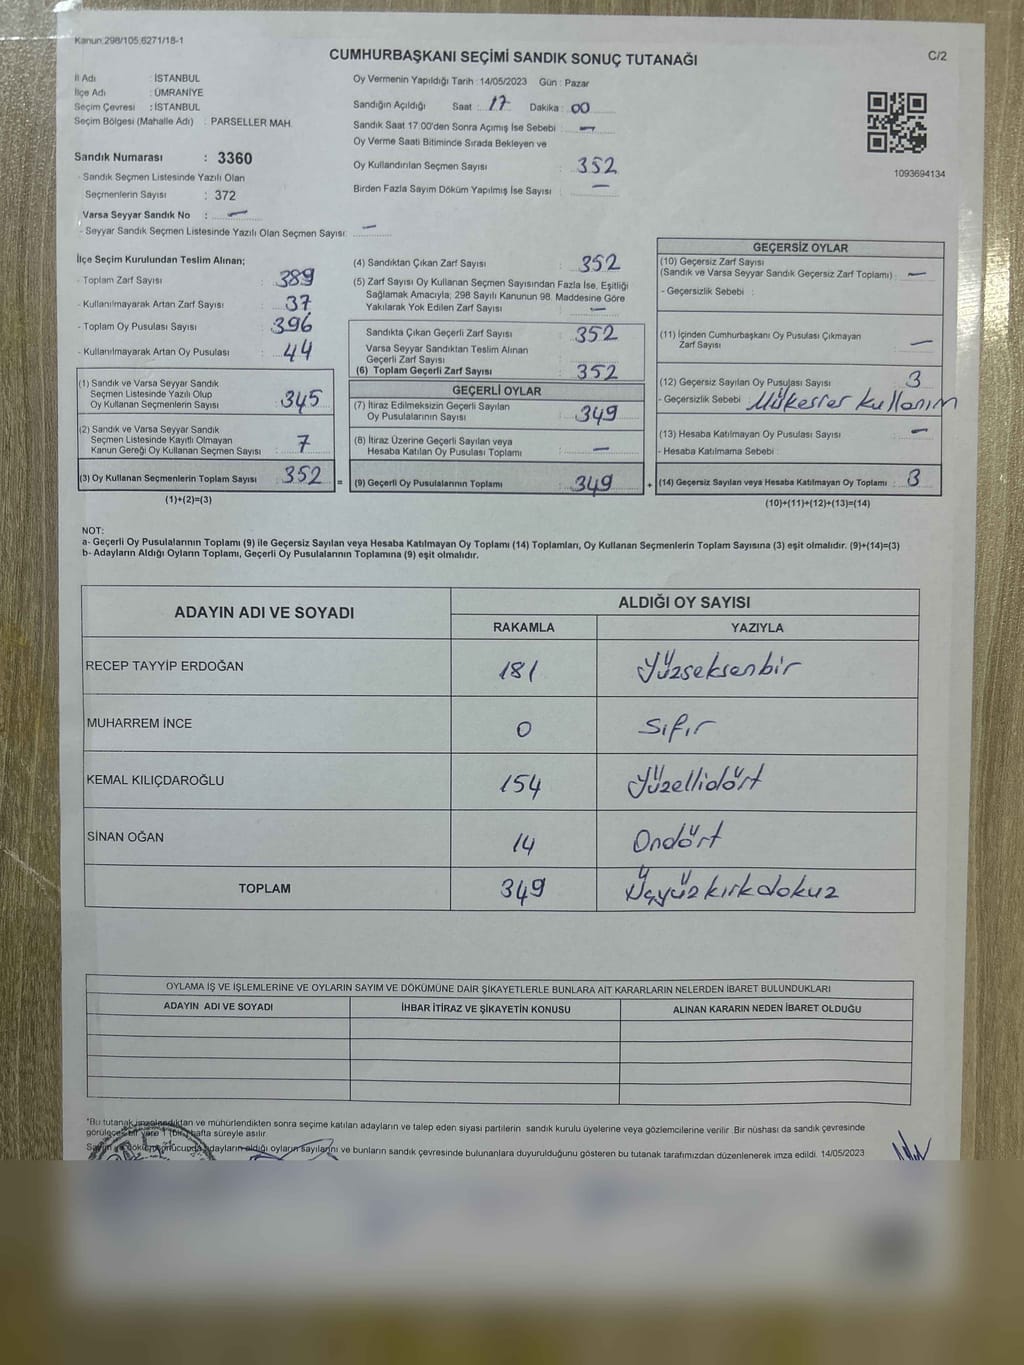 Kanun:298/105,6271/18-1
CUMHURBAŞKANI SEÇİMİ SANDIK SONUÇ TUTANAĞI
C/2
İl Adı : İSTANBUL
İlçe Adı : ÜMRANİYE
Seçim Çevresi : İSTANBUL
Seçim Bölgesi (Mahalle Adı) : PARSELLER MAH.
Sandık Numarası : 3360
- Sandık Seçmen Listesinde Yazılı Olan
Seçmenlerin Sayısı : 372
Varsa Seyyar Sandık No : —
- Seyyar Sandık Seçmen Listesinde Yazılı Olan Seçmen Sayısı: —
Oy Vermenin Yapıldığı Tarih : 14/05/2023 Gün : Pazar
Sandığın Açıldığı Saat : 17 Dakika : 00
Sandık Saat 17:00'den Sonra Açımış İse Sebebi : —
Oy Verme Saati Bitiminde Sırada Bekleyen ve
Oy Kullandırılan Seçmen Sayısı : 352
Birden Fazla Sayım Döküm Yapılmış İse Sayısı : —
1093694134
İlçe Seçim Kurulundan Teslim Alınan;
- Toplam Zarf Sayısı : 389
- Kullanılmayarak Artan Zarf Sayısı : 37
- Toplam Oy Pusulası Sayısı : 396
- Kullanılmayarak Artan Oy Pusulası : 44
(1) Sandık ve Varsa Seyyar Sandık
Seçmen Listesinde Yazılı Olup
Oy Kullanan Seçmenlerin Sayısı : 345
(2) Sandık ve Varsa Seyyar Sandık
Seçmen Listesinde Kayıtlı Olmayan
Kanun Gereği Oy Kullanan Seçmen Sayısı : 7
(3) Oy Kullanan Seçmenlerin Toplam Sayısı : 352 =
(1)+(2)=(3)
(4) Sandıktan Çıkan Zarf Sayısı : 352
(5) Zarf Sayısı Oy Kullanan Seçmen Sayısından Fazla İse, Eşitliği
Sağlamak Amacıyla; 298 Sayılı Kanunun 98. Maddesine Göre
Yakılarak Yok Edilen Zarf Sayısı : —
Sandıkta Çıkan Geçerli Zarf Sayısı : 352
Varsa Seyyar Sandıktan Teslim Alınan
Geçerli Zarf Sayısı :
(6) Toplam Geçerli Zarf Sayısı : 352
GEÇERLİ OYLAR
(7) İtiraz Edilmeksizin Geçerli Sayılan
Oy Pusulalarının Sayısı : 349
(8) İtiraz Üzerine Geçerli Sayılan veya
Hesaba Katılan Oy Pusulası Toplamı : —
(9) Geçerli Oy Pusulalarının Toplamı : 349 +
GEÇERSİZ OYLAR
(10) Geçersiz Zarf Sayısı
(Sandık ve Varsa Seyyar Sandık Geçersiz Zarf Toplamı) : —
- Geçersizlik Sebebi :
(11) İçinden Cumhurbaşkanı Oy Pusulası Çıkmayan
Zarf Sayısı : —
(12) Geçersiz Sayılan Oy Pusulası Sayısı : 3
- Geçersizlik Sebebi : Mükerrer kullanım
(13) Hesaba Katılmayan Oy Pusulası Sayısı : —
- Hesaba Katılmama Sebebi :
(14) Geçersiz Sayılan veya Hesaba Katılmayan Oy Toplamı : 3
(10)+(11)+(12)+(13)=(14)
NOT:
a- Geçerli Oy Pusulalarının Toplamı (9) ile Geçersiz Sayılan veya Hesaba Katılmayan Oy Toplamı (14) Toplamları, Oy Kullanan Seçmenlerin Toplam Sayısına (3) eşit olmalıdır. (9)+(14)=(3)
b- Adayların Aldığı Oyların Toplamı, Geçerli Oy Pusulalarının Toplamına (9) eşit olmalıdır.
ADAYIN ADI VE SOYADI ALDIĞI OY SAYISI
RAKAMLA YAZIYLA
RECEP TAYYİP ERDOĞAN 181 Yüzseksenbir
MUHARREM İNCE 0 Sıfır
KEMAL KILIÇDAROĞLU 154 Yüzellidört
SİNAN OĞAN 14 Ondört
TOPLAM 349 Üçyüzkırkdokuz
OYLAMA İŞ VE İŞLEMLERİNE VE OYLARIN SAYIM VE DÖKÜMÜNE DAİR ŞİKAYETLERLE BUNLARA AİT KARARLARIN NELERDEN İBARET BULUNDUKLARI
ADAYIN ADI VE SOYADI İHBAR İTİRAZ VE ŞİKAYETİN KONUSU ALINAN KARARIN NEDEN İBARET OLDUĞU
*Bu tutanak imzalandıktan ve mühürlendikten sonra seçime katılan adayların ve talep eden siyasi partilerin sandık kurulu üyelerine veya gözlemcilerine verilir. Bir nüshası da sandık çevresinde
görülecek bir yere 1 (bir) hafta süreyle asılır.
Sayım ve döküm sonucunda adayların aldığı oyların sayılarını ve bunların sandık çevresinde bulunanlara duyurulduğunu gösteren bu tutanak tarafımızdan düzenlenerek imza edildi. 14/05/2023